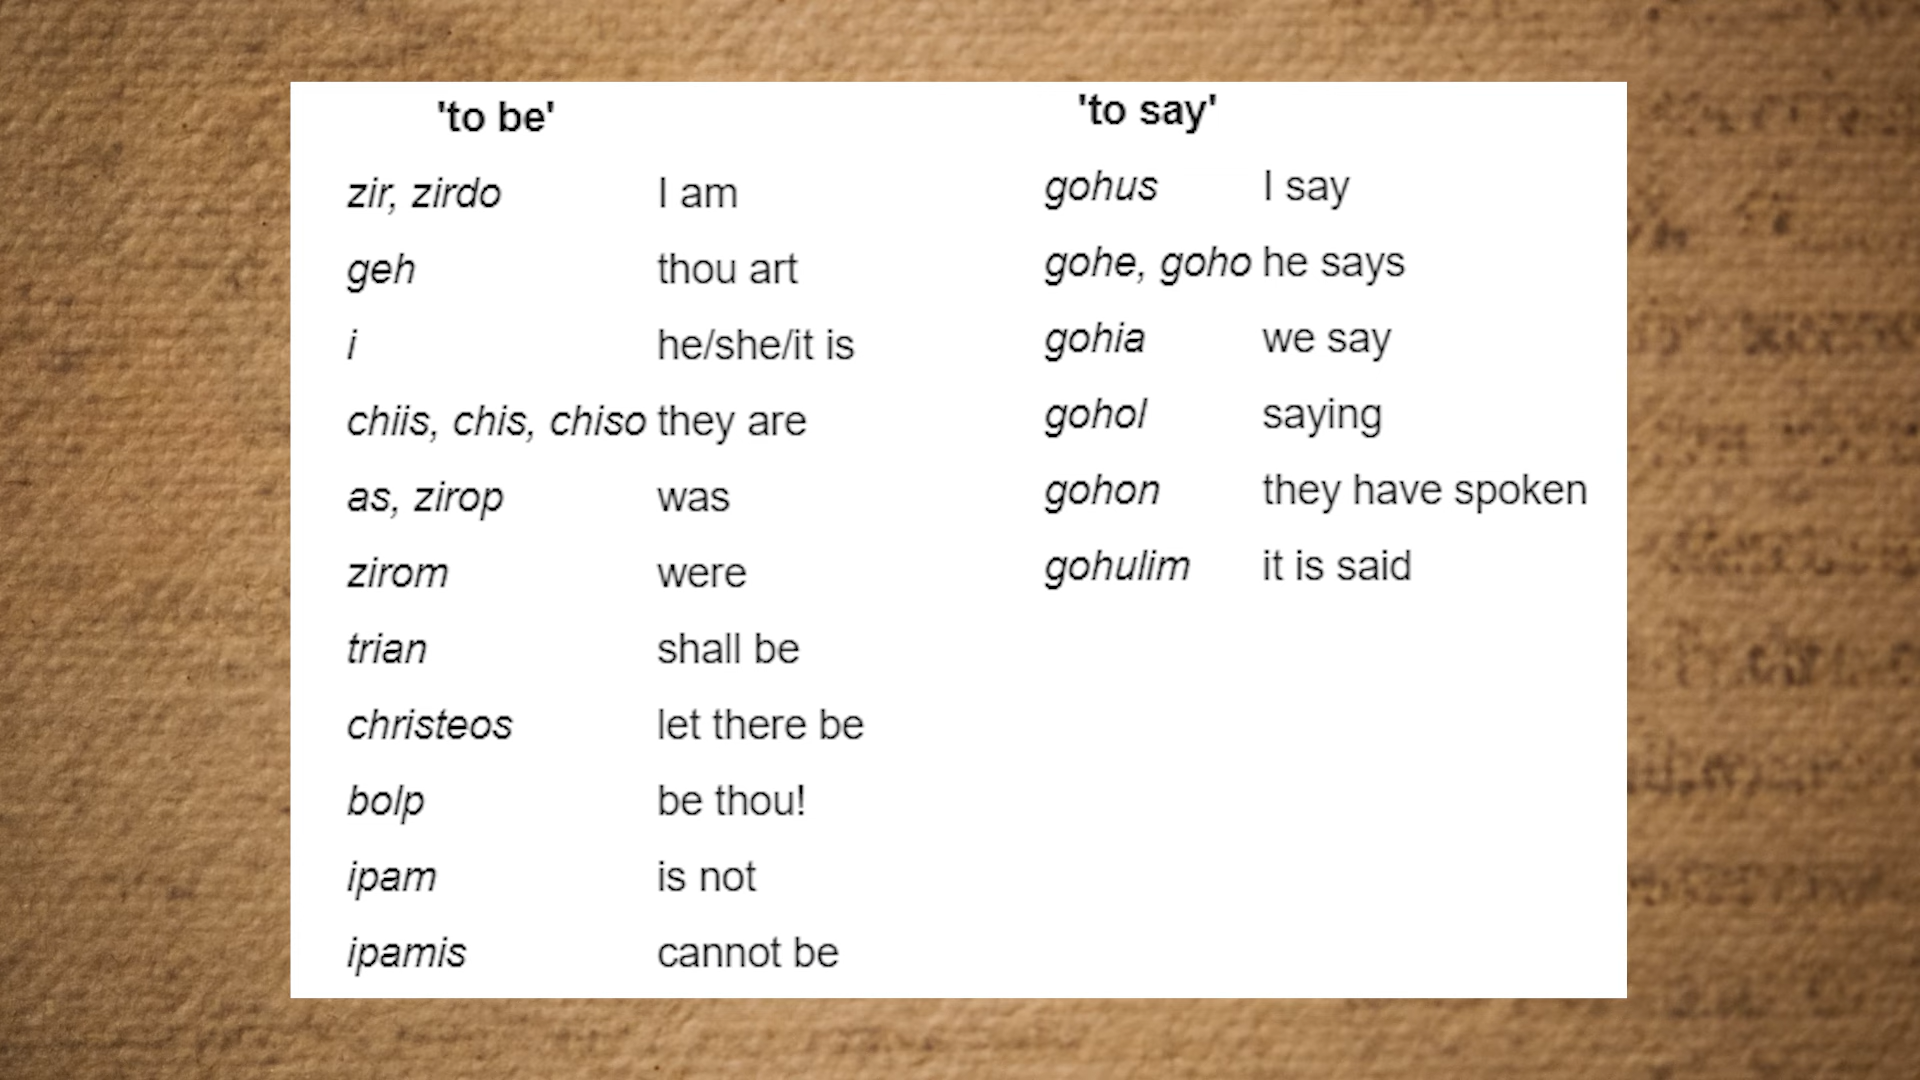 'to be'
zir, zirdo I am
geh thou art
i he/she/it is
chiis, chis, chiso they are
as, zirop was
zirom were
trian shall be
christeos let there be
bolp be thou!
ipam is not
ipamis cannot be
'to say'
gohus I say
gohe, goho he says
gohia we say
gohol saying
gohon they have spoken
gohulim it is said